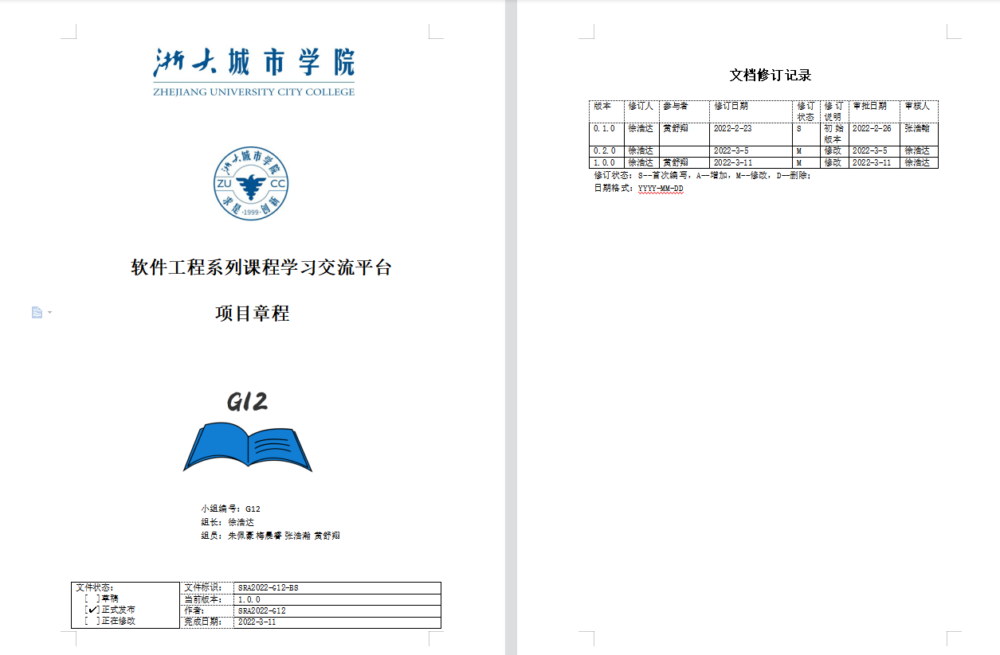 浙大城市学院
ZHEJIANG UNIVERSITY CITY COLLEGE
浙大城市学院
ZU CC
求是 ·1999· 创新
软件工程系列课程学习交流平台
项目章程
G12
小组编号：G12
组长：徐浩达
组员：朱佩豪 梅晨睿 张浩瀚 黄舒翔
文件状态：
[ ]草稿
[✓]正式发布
[ ]正在修改
文件标识： SRA2022-G12-BS
当前版本： 1.0.0
作者： SRA2022-G12
完成日期： 2022-3-11
文档修订记录
版本 修订人 参与者 修订日期 修订状态 修订说明 审批日期 审核人
0.1.0 徐浩达 黄舒翔 2022-2-23 S 初始版本 2022-2-26 张浩瀚
0.2.0 徐浩达 2022-3-5 M 修改 2022-3-5 徐浩达
1.0.0 徐浩达 黄舒翔 2022-3-11 M 修改 2022-3-11 徐浩达
修订状态：S--首次编写，A--增加，M--修改，D--删除；
日期格式：YYYY-MM-DD